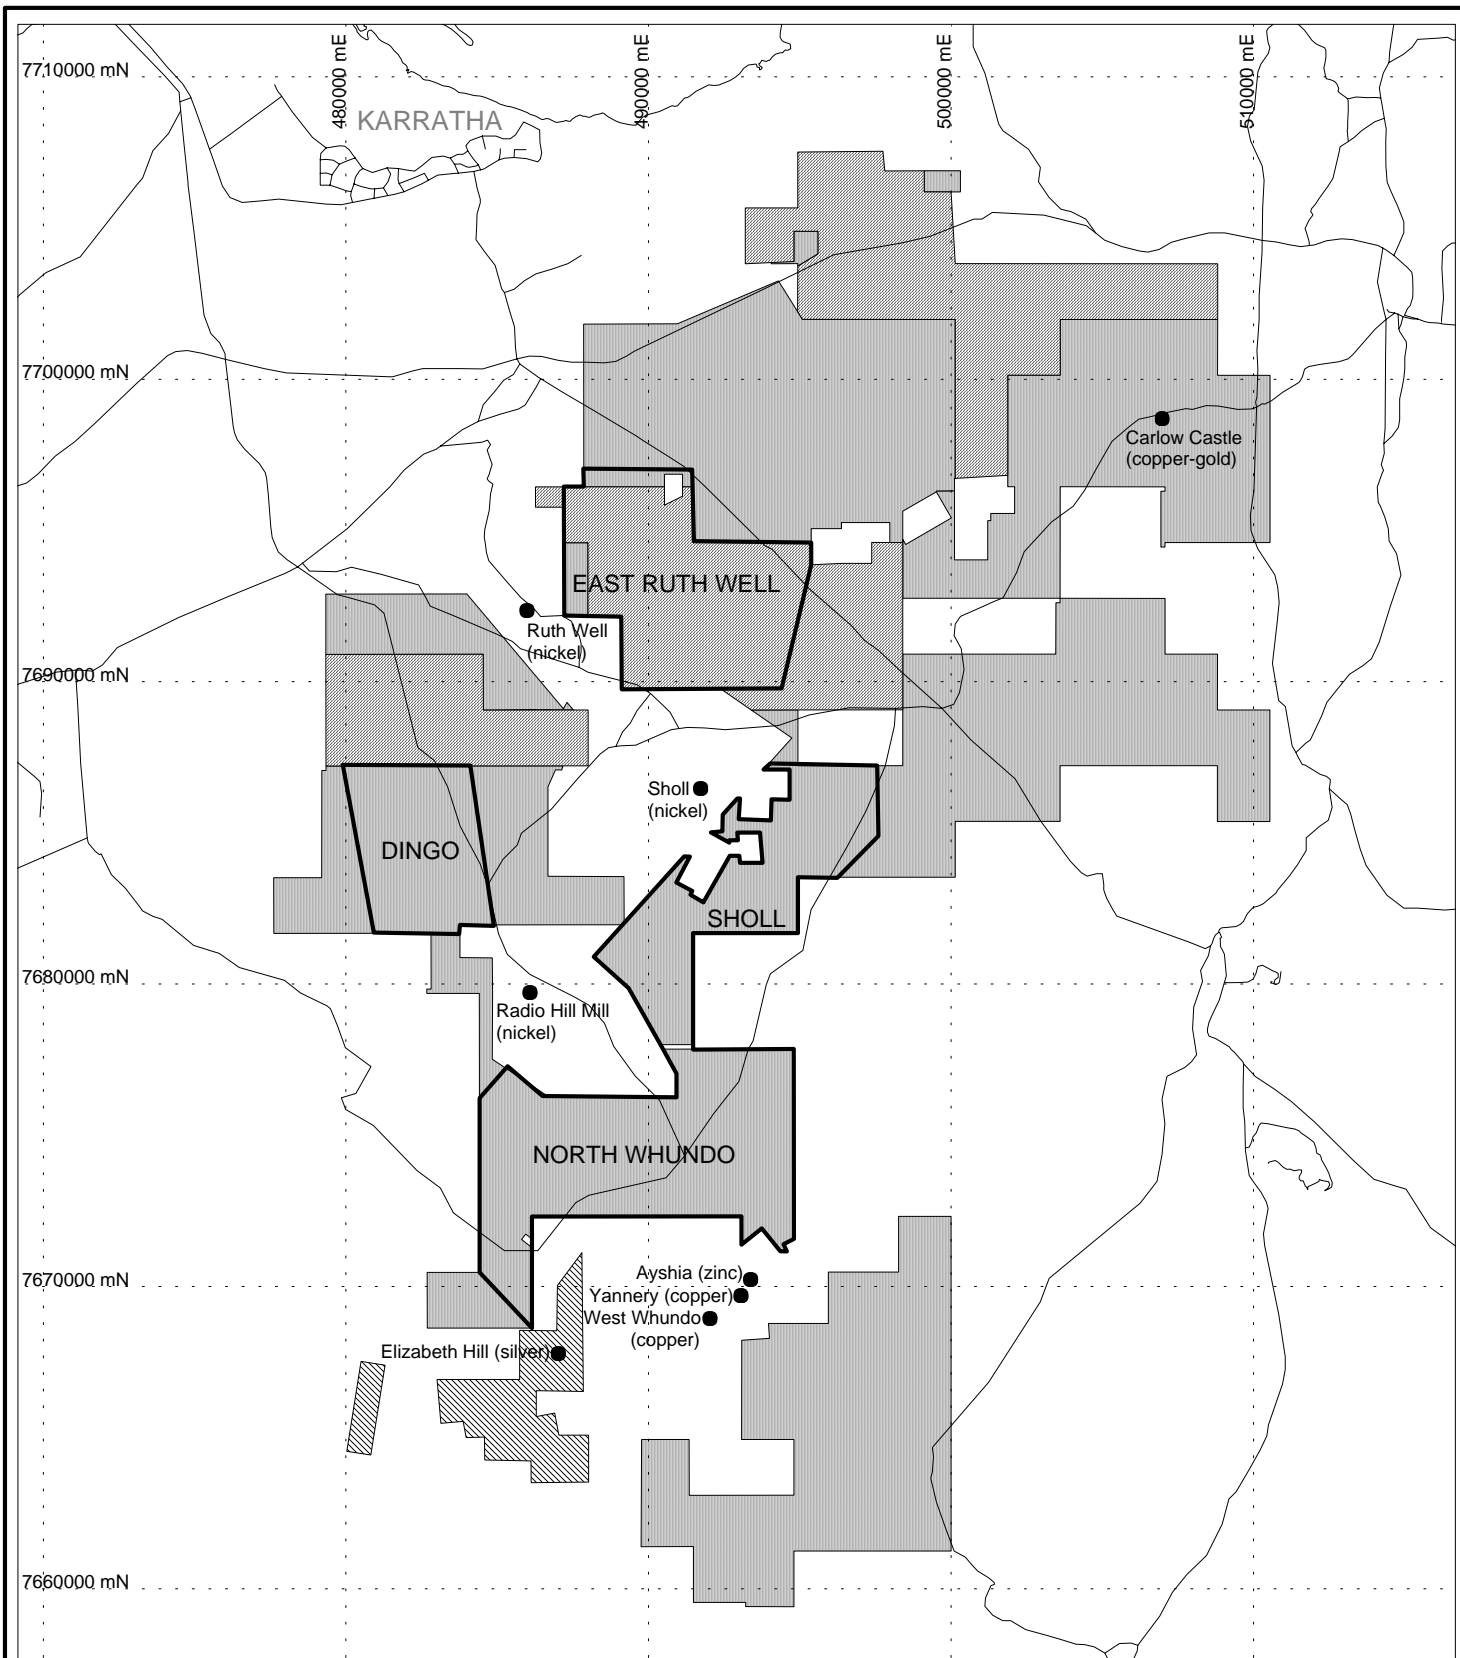 480000 mE
490000 mE
500000 mE
510000 mE
7710000 mN
KARRATHA
7700000 mN
Carlow Castle
(copper-gold)
EAST RUTH WELL
Ruth Well
(nickel)
7690000 mN
Sholl
(nickel)
DINGO
SHOLL
7680000 mN
Radio Hill Mill
(nickel)
NORTH WHUNDO
7670000 mN
Ayshia (zinc)
Yannery (copper)
West Whundo
(copper)
Elizabeth Hill (silver)
7660000 mN